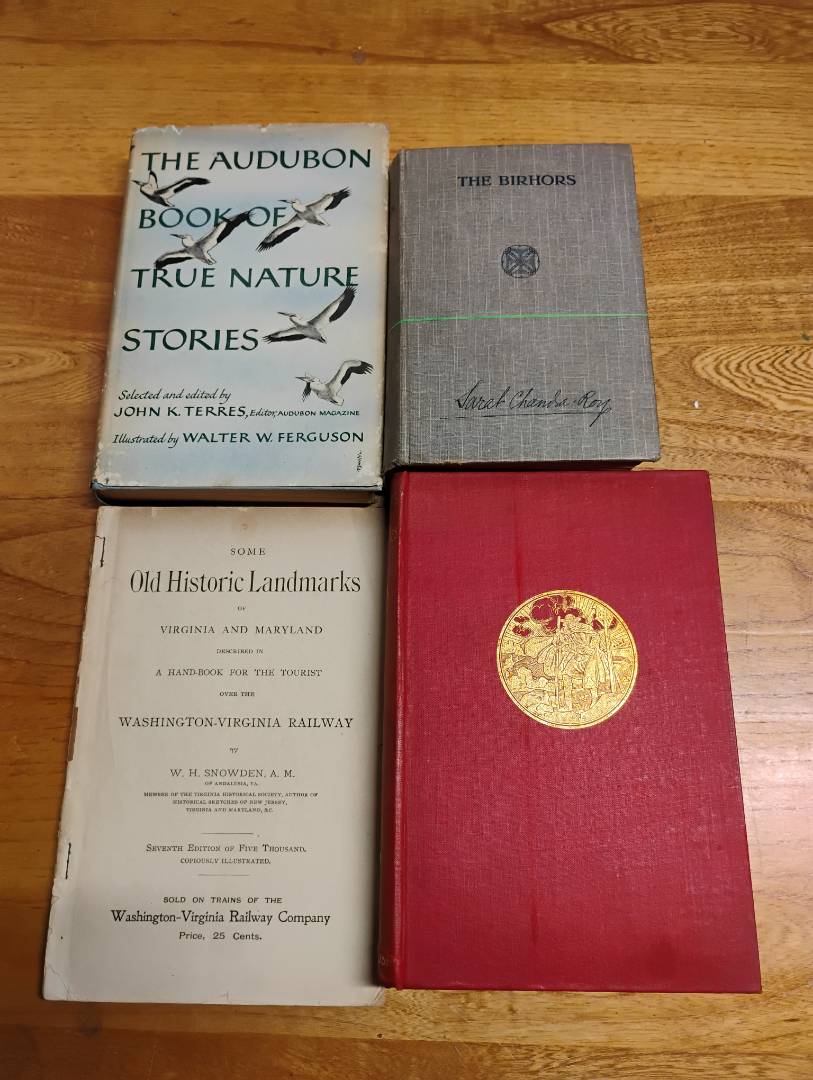 THE AUDUBON
BOOK OF
TRUE NATURE
STORIES
Selected and edited by
JOHN K. TERRES, Editor, AUDUBON MAGAZINE
Illustrated by WALTER W. FERGUSON
THE BIRHORS
Sarat Chandra Roy
SOME
Old Historic Landmarks
OF
VIRGINIA AND MARYLAND
DESCRIBED IN
A HAND-BOOK FOR THE TOURIST
OVER THE
WASHINGTON-VIRGINIA RAILWAY
BY
W. H. SNOWDEN, A. M.
OF ANDALUSIA, VA.
MEMBER OF THE VIRGINIA HISTORICAL SOCIETY, AUTHOR OF
HISTORICAL SKETCHES OF NEW JERSEY,
VIRGINIA AND MARYLAND, &C.
SEVENTH EDITION OF FIVE THOUSAND.
COPIOUSLY ILLUSTRATED.
SOLD ON TRAINS OF THE
Washington-Virginia Railway Company
Price, 25 Cents.